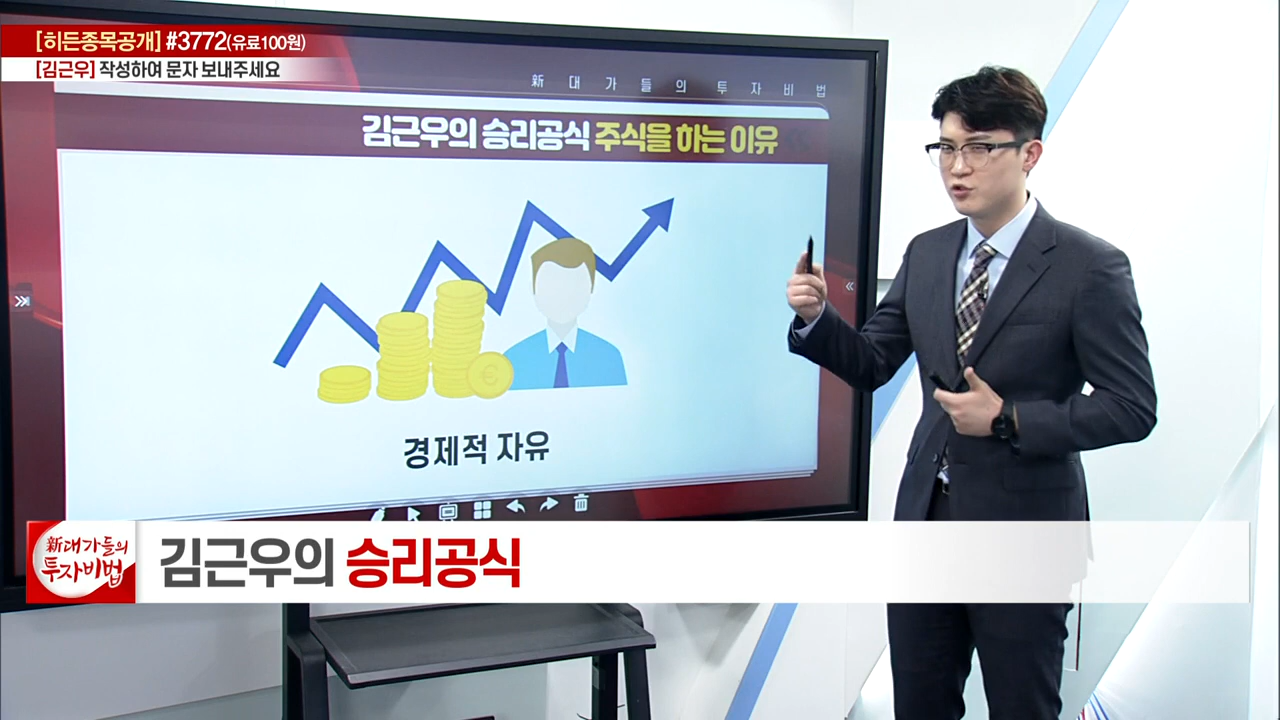 [히든종목공개] #3772(유료100원)
[김근우] 작성하여 문자 보내주세요
新 대 가 들 의 투 자 비 법
김근우의 승리공식 주식을 하는 이유
경제적 자유
新대가들의
투자비법
김근우의 승리공식